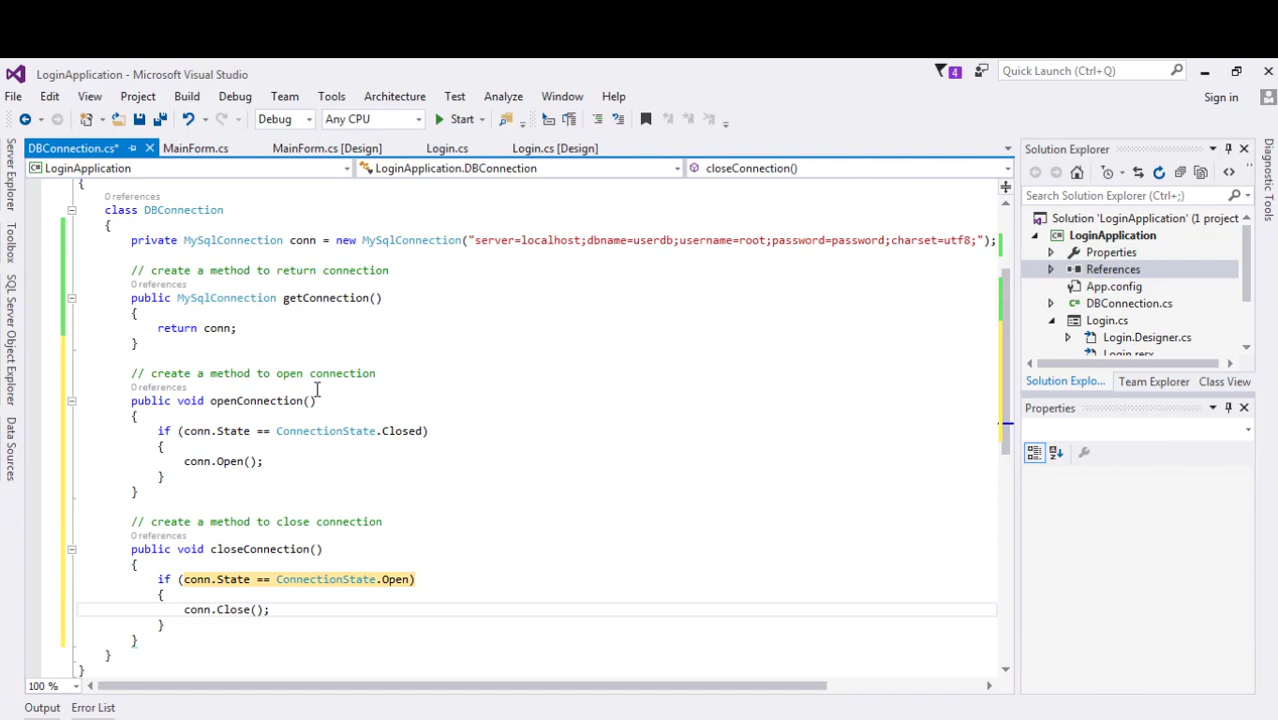 LoginApplication - Microsoft Visual Studio
4
Quick Launch (Ctrl+Q)
File Edit View Project Build Debug Team Tools Architecture Test Analyze Window Help
Sign in
Debug Any CPU Start
DBConnection.cs* MainForm.cs MainForm.cs [Design] Login.cs Login.cs [Design]
LoginApplication LoginApplication.DBConnection closeConnection()
Server Explorer
Toolbox
SQL Server Object Explorer
Data Sources
{
0 references
class DBConnection
{
private MySqlConnection conn = new MySqlConnection("server=localhost;dbname=userdb;username=root;password=password;charset=utf8;");
// create a method to return connection
0 references
public MySqlConnection getConnection()
{
return conn;
}
// create a method to open connection
0 references
public void openConnection()
{
if (conn.State == ConnectionState.Closed)
{
conn.Open();
}
}
// create a method to close connection
0 references
public void closeConnection()
{
if (conn.State == ConnectionState.Open)
{
conn.Close();
}
}
}
}
100 %
Output Error List
Solution Explorer
Search Solution Explorer (Ctrl+;)
Solution 'LoginApplication' (1 project
LoginApplication
Properties
References
App.config
DBConnection.cs
Login.cs
Login.Designer.cs
Login.resx
Solution Explo... Team Explorer Class View
Properties
Diagnostic Tools